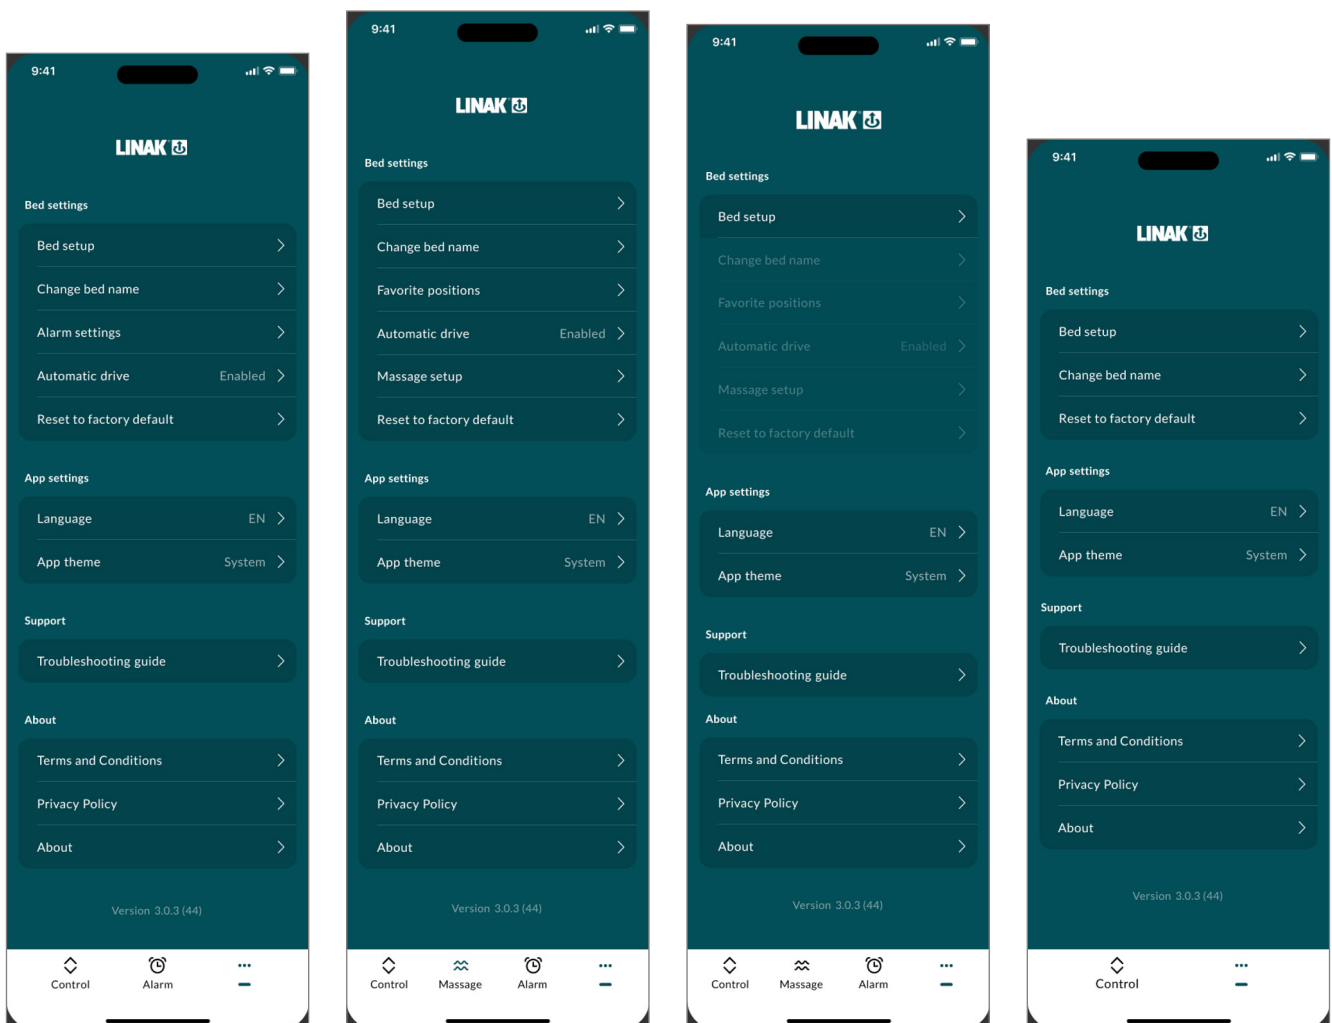 9:41
LINAK
Bed settings
Bed setup
Change bed name
Alarm settings
Automatic drive Enabled
Reset to factory default
App settings
Language EN
App theme System
Support
Troubleshooting guide
About
Terms and Conditions
Privacy Policy
About
Version 3.0.3 (44)
Control Alarm
9:41
LINAK
Bed settings
Bed setup
Change bed name
Favorite positions
Automatic drive Enabled
Massage setup
Reset to factory default
App settings
Language EN
App theme System
Support
Troubleshooting guide
About
Terms and Conditions
Privacy Policy
About
Version 3.0.3 (44)
Control Massage Alarm
9:41
LINAK
Bed settings
Bed setup
Change bed name
Favorite positions
Automatic drive Enabled
Massage setup
Reset to factory default
App settings
Language EN
App theme System
Support
Troubleshooting guide
About
Terms and Conditions
Privacy Policy
About
Version 3.0.3 (44)
Control Massage Alarm
9:41
LINAK
Bed settings
Bed setup
Change bed name
Reset to factory default
App settings
Language EN
App theme System
Support
Troubleshooting guide
About
Terms and Conditions
Privacy Policy
About
Version 3.0.3 (44)
Control